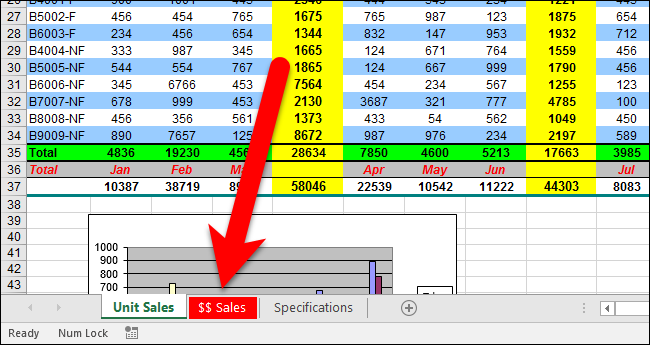 27 B5002-F 456 454 765 1675 765 987 123 1875 654
28 B6003-F 234 456 654 1344 832 147 953 1932 712
29 B4004-NF 333 987 345 1665 124 671 764 1559 456
30 B5005-NF 544 554 767 1865 124 667 999 1790 456
31 B6006-NF 345 6766 453 7564 454 234 567 1255 123
32 B7007-NF 678 999 453 2130 3687 321 777 4785 100
33 B8008-NF 456 356 561 1373 433 54 562 1049 450
34 B9009-NF 890 7657 125 8672 987 976 234 2197 589
35 Total 4836 19230 28634 7850 4600 5213 17663 3985
36 Total Jan Feb Apr May Jun Jul
37 10387 38719 58046 22539 10542 11222 44303 8083
38
39
40
41 1000
42 900
800
43 700
Unit Sales $$ Sales Specifications
Ready Num Lock